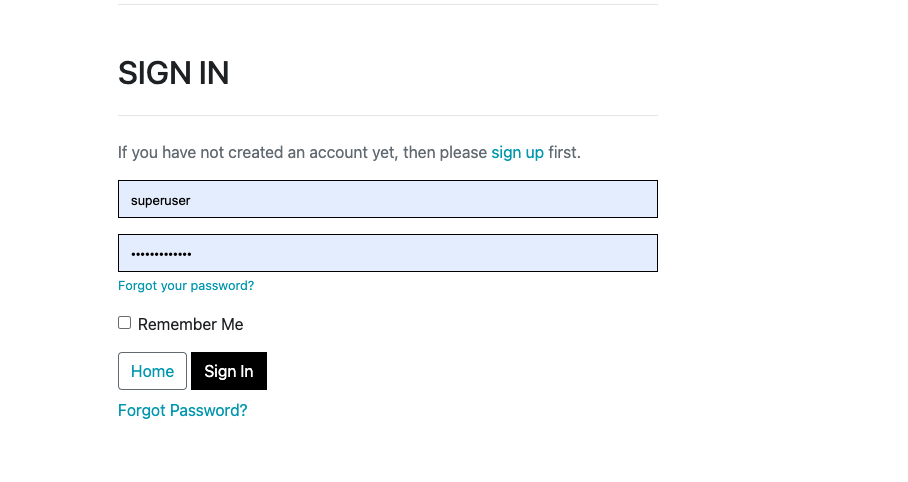 SIGN IN
If you have not created an account yet, then please sign up first.
superuser
•••••••••••••
Forgot your password?
Remember Me
Home Sign In
Forgot Password?